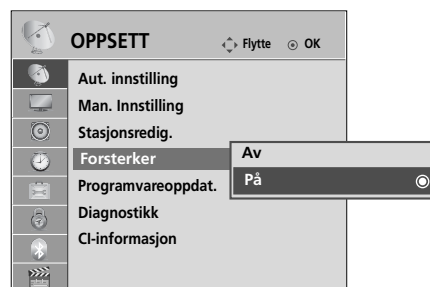 OPPSETT Flytte OK
Aut. innstilling
Man. Innstilling
Stasjonsredig.
Forsterker
Av
På
Programvareoppdat.
Diagnostikk
CI-informasjon